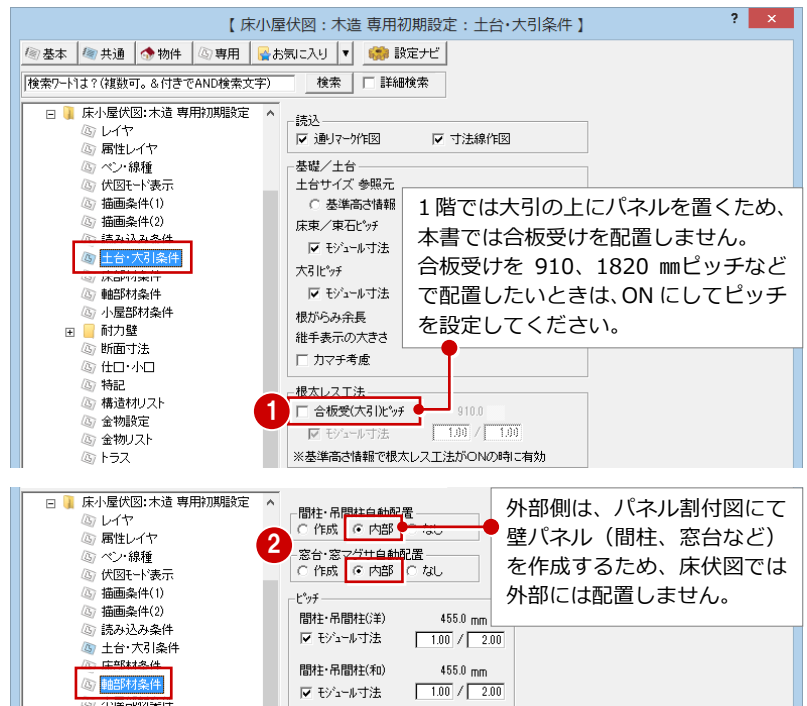 【 床小屋伏図：木造 専用初期設定：土台・大引条件 】
? ×
基本 共通 物件 専用 お気に入り ▼ 設定ナビ
検索ワードは？(複数可。＆付きでAND検索文字) 検索 詳細検索
床小屋伏図:木造 専用初期設定
レイヤ
属性レイヤ
ペン・線種
伏図モード表示
描画条件(1)
描画条件(2)
読み込み条件
土台・大引条件
床部材条件
軸部材条件
小屋部材条件
耐力壁
断面寸法
仕口・小口
特記
構造材リスト
金物設定
金物リスト
トラス
読込
通りマーク作図 寸法線作図
基礎／土台
土台サイズ 参照元
基準高さ情報
床束／束石ピッチ
モジュール寸法
大引ピッチ
モジュール寸法
根がらみ余長
継手表示の大きさ
カマチ考慮
根太レス工法
1
合板受(大引)ピッチ 910.0
モジュール寸法 1.00 / 1.00
※基準高さ情報で根太レス工法がONの時に有効
１階では大引の上にパネルを置くため、
本書では合板受けを配置しません。
合板受けを 910、1820 ㎜ピッチなど
で配置したいときは、ON にしてピッチ
を設定してください。
床小屋伏図:木造 専用初期設定
レイヤ
属性レイヤ
ペン・線種
伏図モード表示
描画条件(1)
描画条件(2)
読み込み条件
土台・大引条件
床部材条件
軸部材条件
小屋部材条件
2
間柱・吊間柱自動配置
作成 内部 なし
窓台・窓マグサ自動配置
作成 内部 なし
ピッチ
間柱・吊間柱(洋) 455.0 mm
モジュール寸法 1.00 / 2.00
間柱・吊間柱(和) 455.0 mm
モジュール寸法 1.00 / 2.00
外部側は、パネル割付図にて
壁パネル（間柱、窓台など）
を作成するため、床伏図では
外部には配置しません。